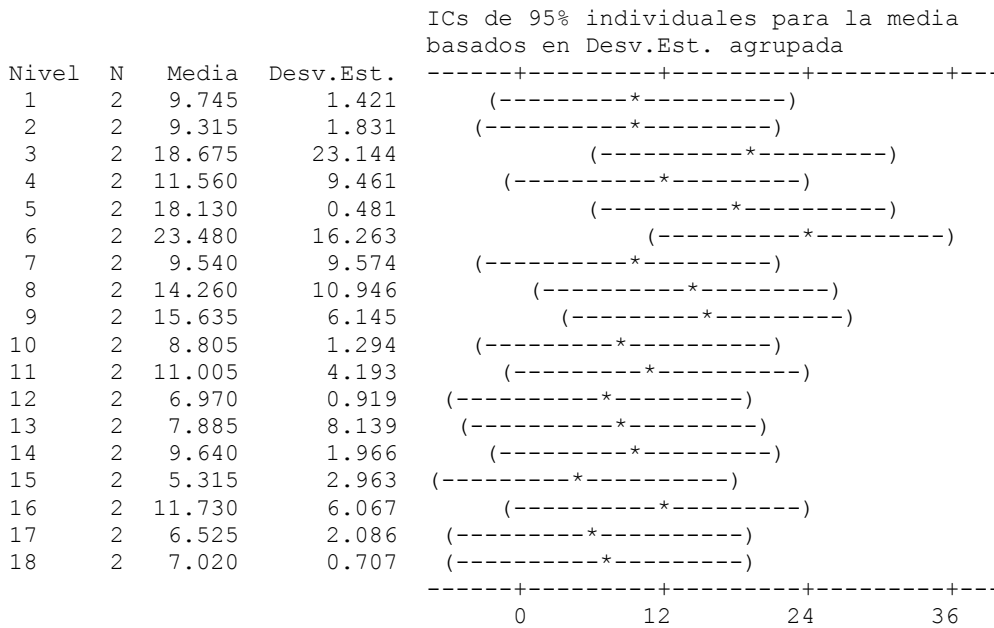 ICs de 95% individuales para la media
                             basados en Desv.Est. agrupada
Nivel  N   Media  Desv.Est.  ------+---------+---------+---------+---
 1     2   9.745      1.421      (---------*----------)
 2     2   9.315      1.831     (----------*---------)
 3     2  18.675     23.144             (----------*---------)
 4     2  11.560      9.461       (----------*---------)
 5     2  18.130      0.481             (---------*----------)
 6     2  23.480     16.263                 (----------*---------)
 7     2   9.540      9.574     (----------*---------)
 8     2  14.260     10.946         (----------*---------)
 9     2  15.635      6.145           (---------*---------)
10     2   8.805      1.294     (---------*----------)
11     2  11.005      4.193       (---------*----------)
12     2   6.970      0.919   (----------*---------)
13     2   7.885      8.139    (----------*---------)
14     2   9.640      1.966      (---------*---------)
15     2   5.315      2.963  (---------*----------)
16     2  11.730      6.067       (----------*---------)
17     2   6.525      2.086   (---------*----------)
18     2   7.020      0.707   (----------*---------)
                             ------+---------+---------+---------+---
                                   0        12        24        36